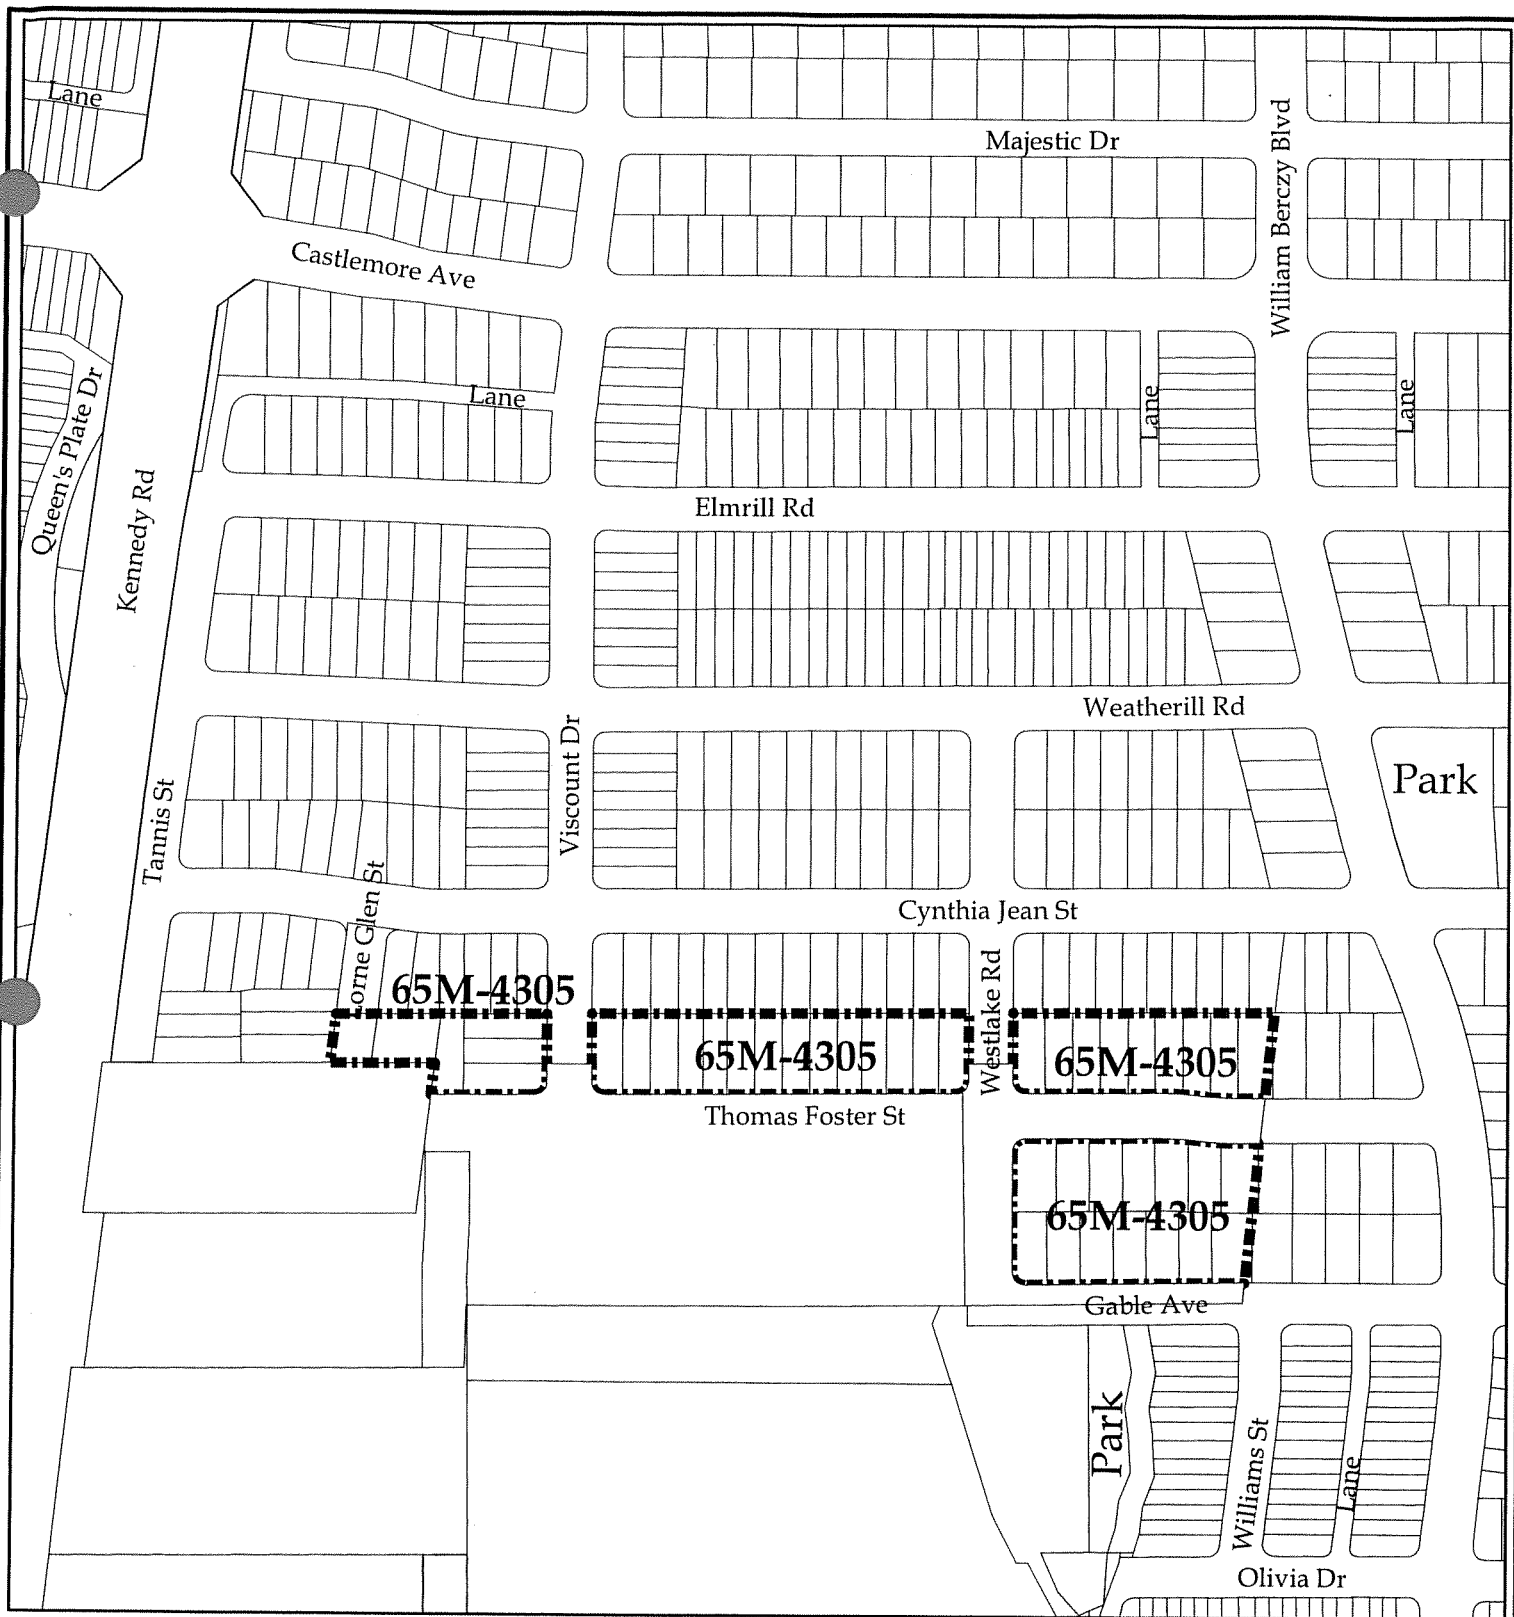 Lane
Majestic Dr
William Berczy Blvd
Castlemore Ave
Queen's Plate Dr
Lane
Lane
Lane
Kennedy Rd
Elmrill Rd
Weatherill Rd
Viscount Dr
Park
Tannis St
Lorne Glen St
Cynthia Jean St
65M-4305
Westlake Rd
65M-4305
65M-4305
Thomas Foster St
65M-4305
Gable Ave
Park
Williams St
Lane
Olivia Dr